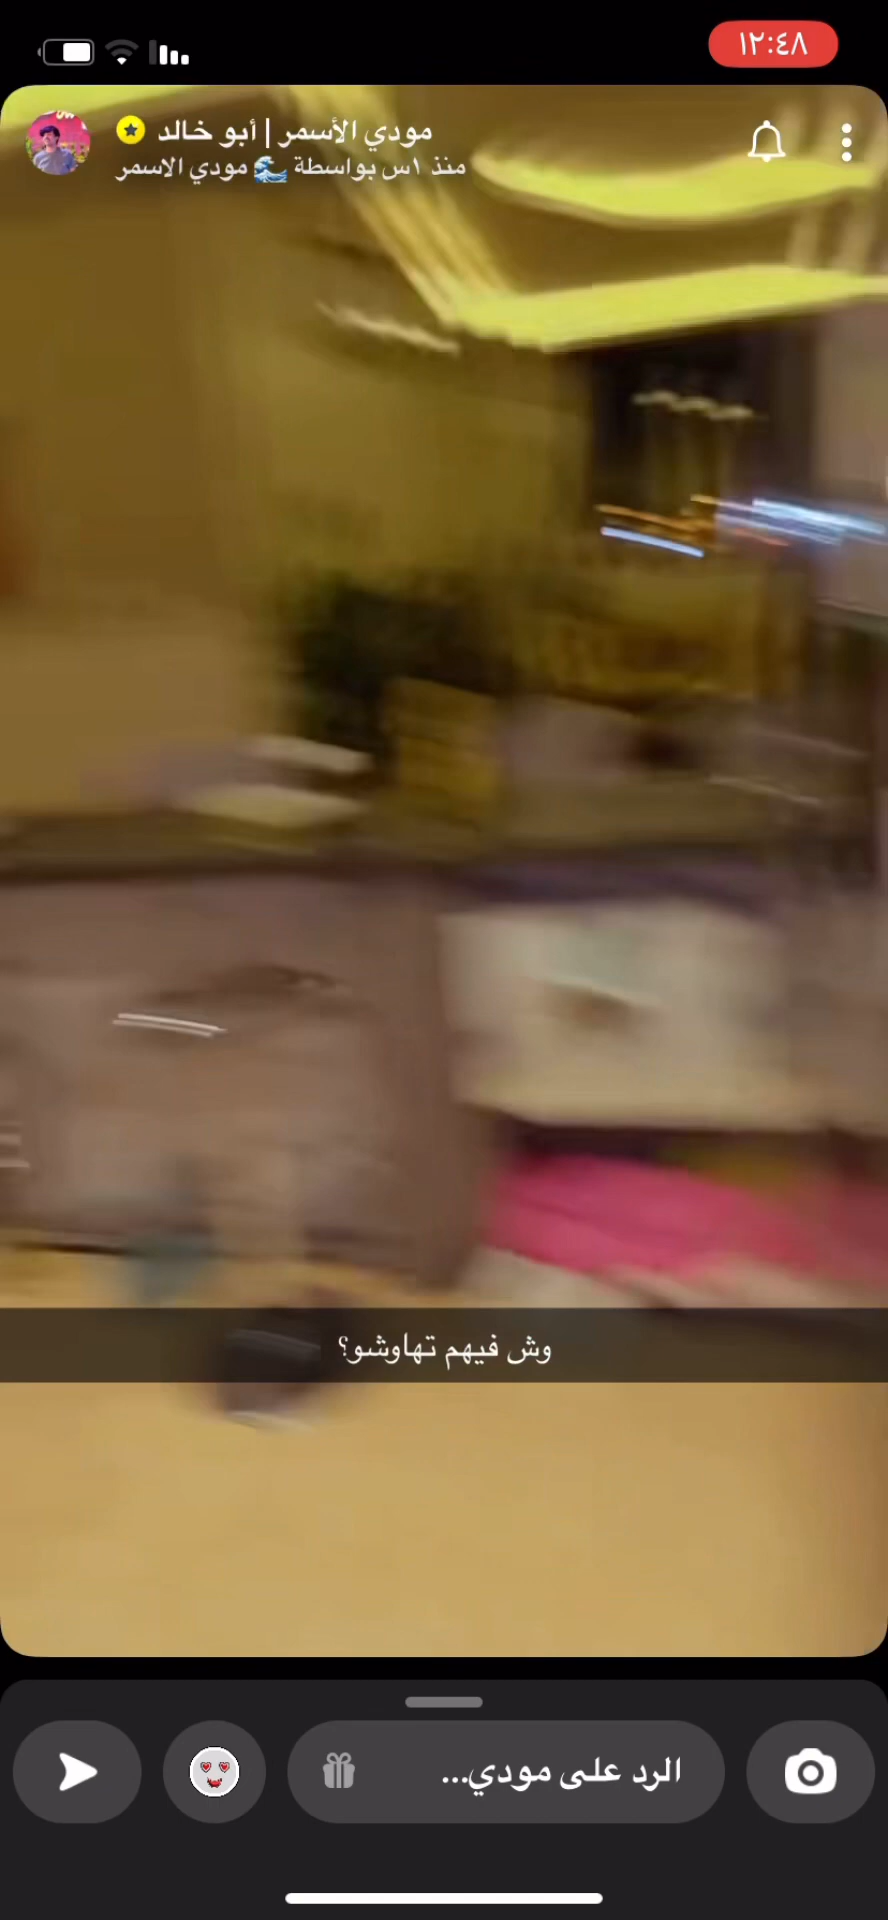 ١٢:٤٨
مودي الأسمر | أبو خالد
منذ ١س بواسطة 🌊 مودي الاسمر
وش فيهم تهاوشو؟
الرد على مودي...